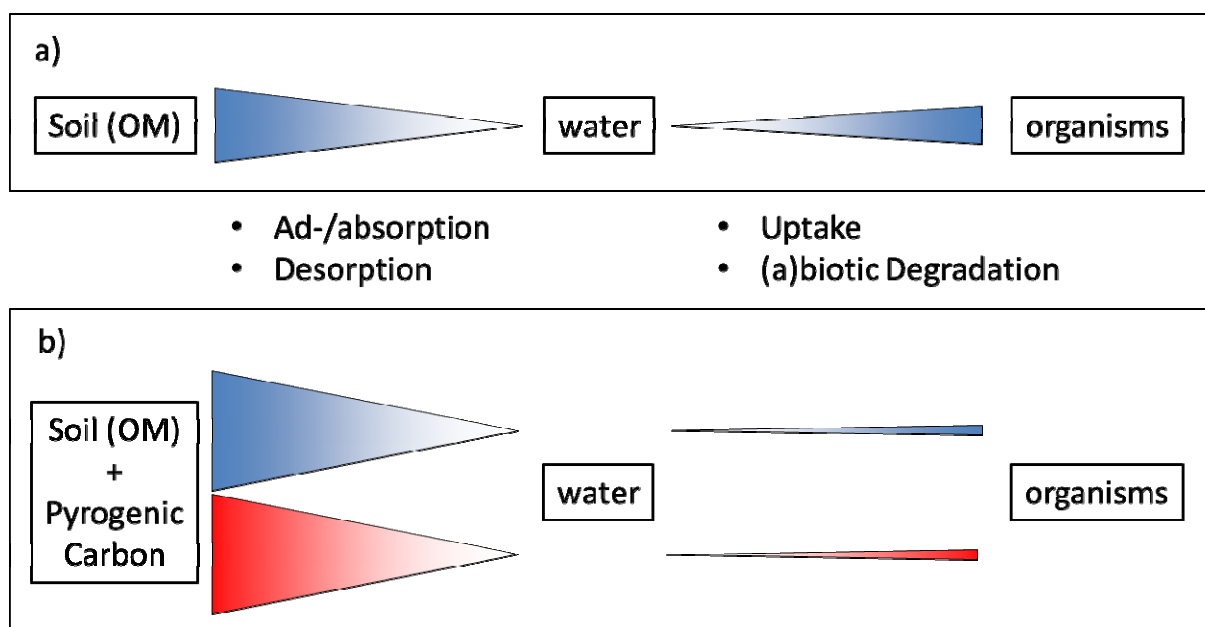 a)
Soil (OM)
water
organisms
• Ad-/absorption
• Desorption
• Uptake
• (a)biotic Degradation
b)
Soil (OM)
+
Pyrogenic
Carbon
water
organisms